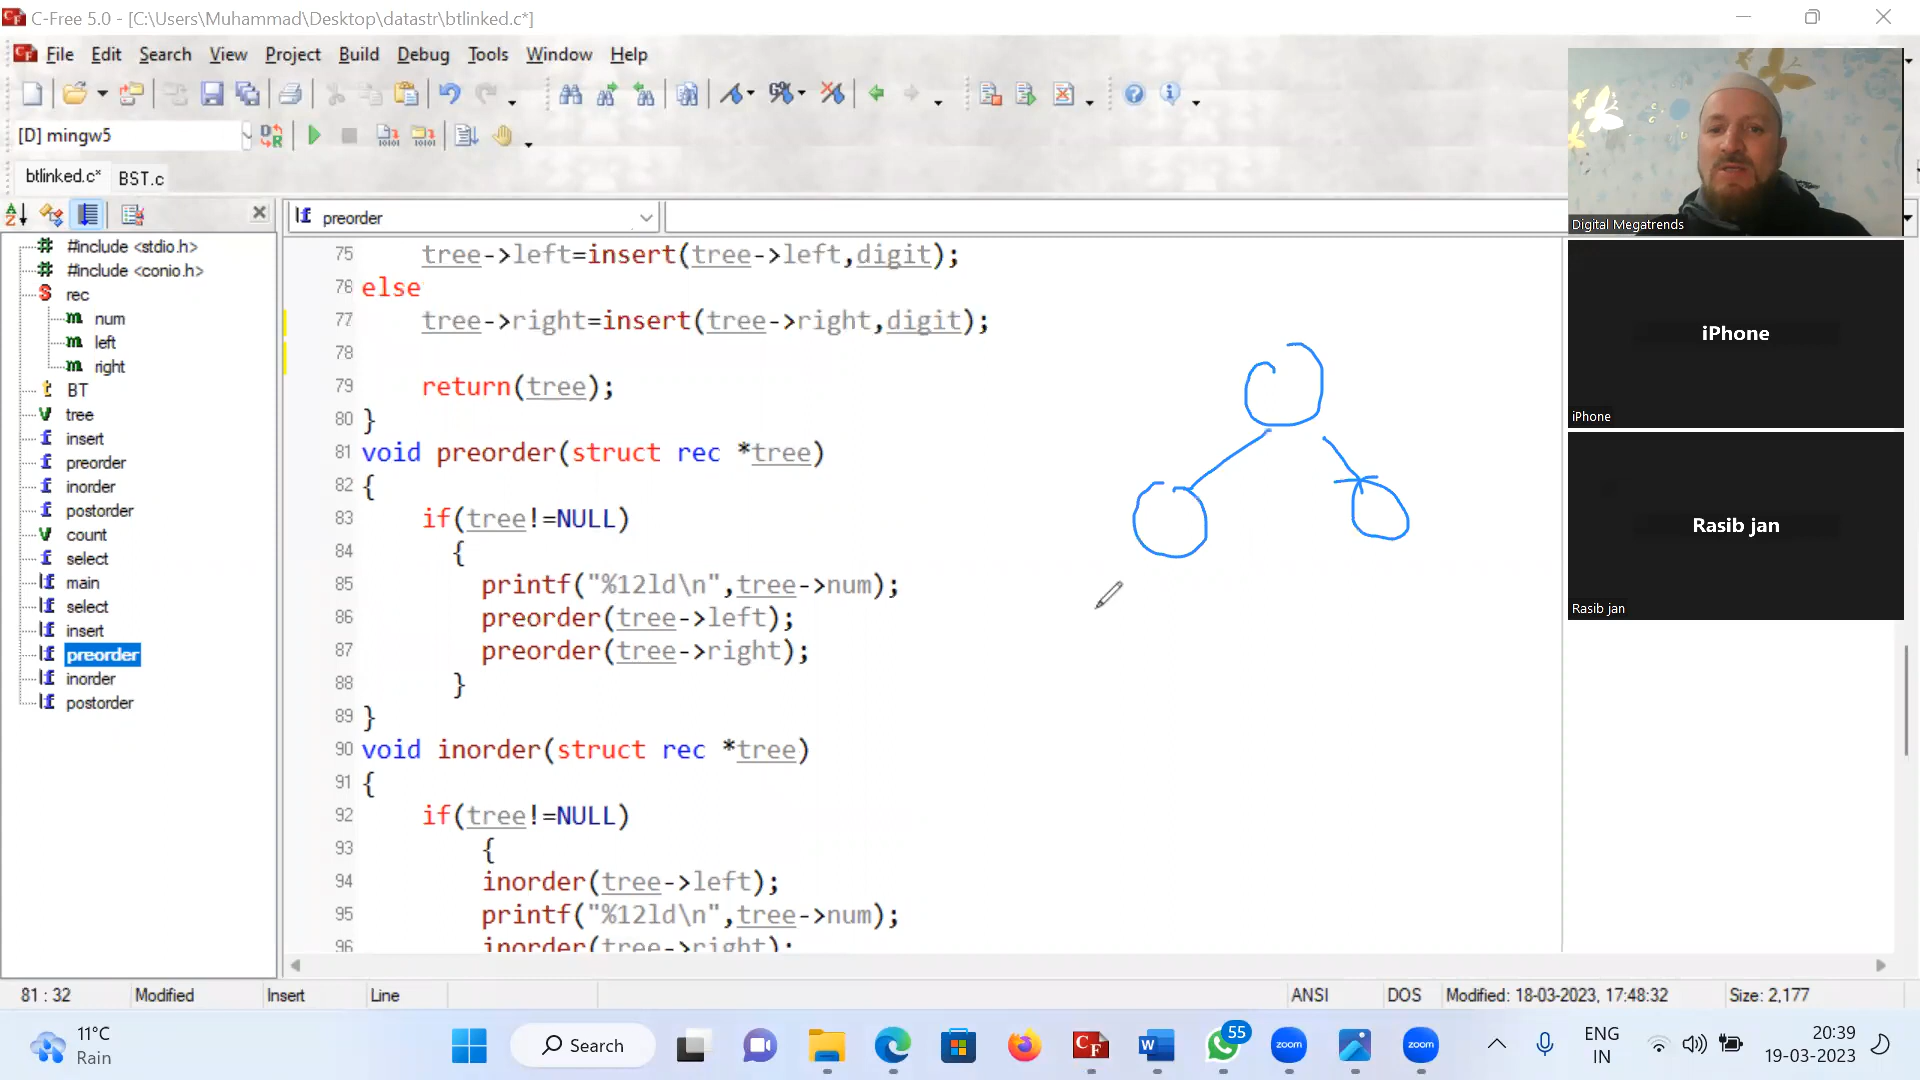 C-Free 5.0 - [C:\Users\Muhammad\Desktop\datastr\btlinked.c*]
File Edit Search View Project Build Debug Tools Window Help
[D] mingw5
btlinked.c* BST.c
preorder
#include <stdio.h>
#include <conio.h>
rec
num
left
right
BT
tree
insert
preorder
inorder
postorder
count
select
main
select
insert
preorder
inorder
postorder
75 tree->left=insert(tree->left,digit);
76 else
77 tree->right=insert(tree->right,digit);
78
79 return(tree);
80 }
81 void preorder(struct rec *tree)
82 {
83 if(tree!=NULL)
84 {
85 printf("%12ld\n",tree->num);
86 preorder(tree->left);
87 preorder(tree->right);
88 }
89 }
90 void inorder(struct rec *tree)
91 {
92 if(tree!=NULL)
93 {
94 inorder(tree->left);
95 printf("%12ld\n",tree->num);
96 inorder(tree->right);
Digital Megatrends
iPhone
iPhone
Rasib jan
Rasib jan
81 : 32 Modified Insert Line ANSI DOS Modified: 18-03-2023, 17:48:32 Size: 2,177
11°C
Rain
Search
CF
W
55
zoom
zoom
ENG
IN
20:39
19-03-2023